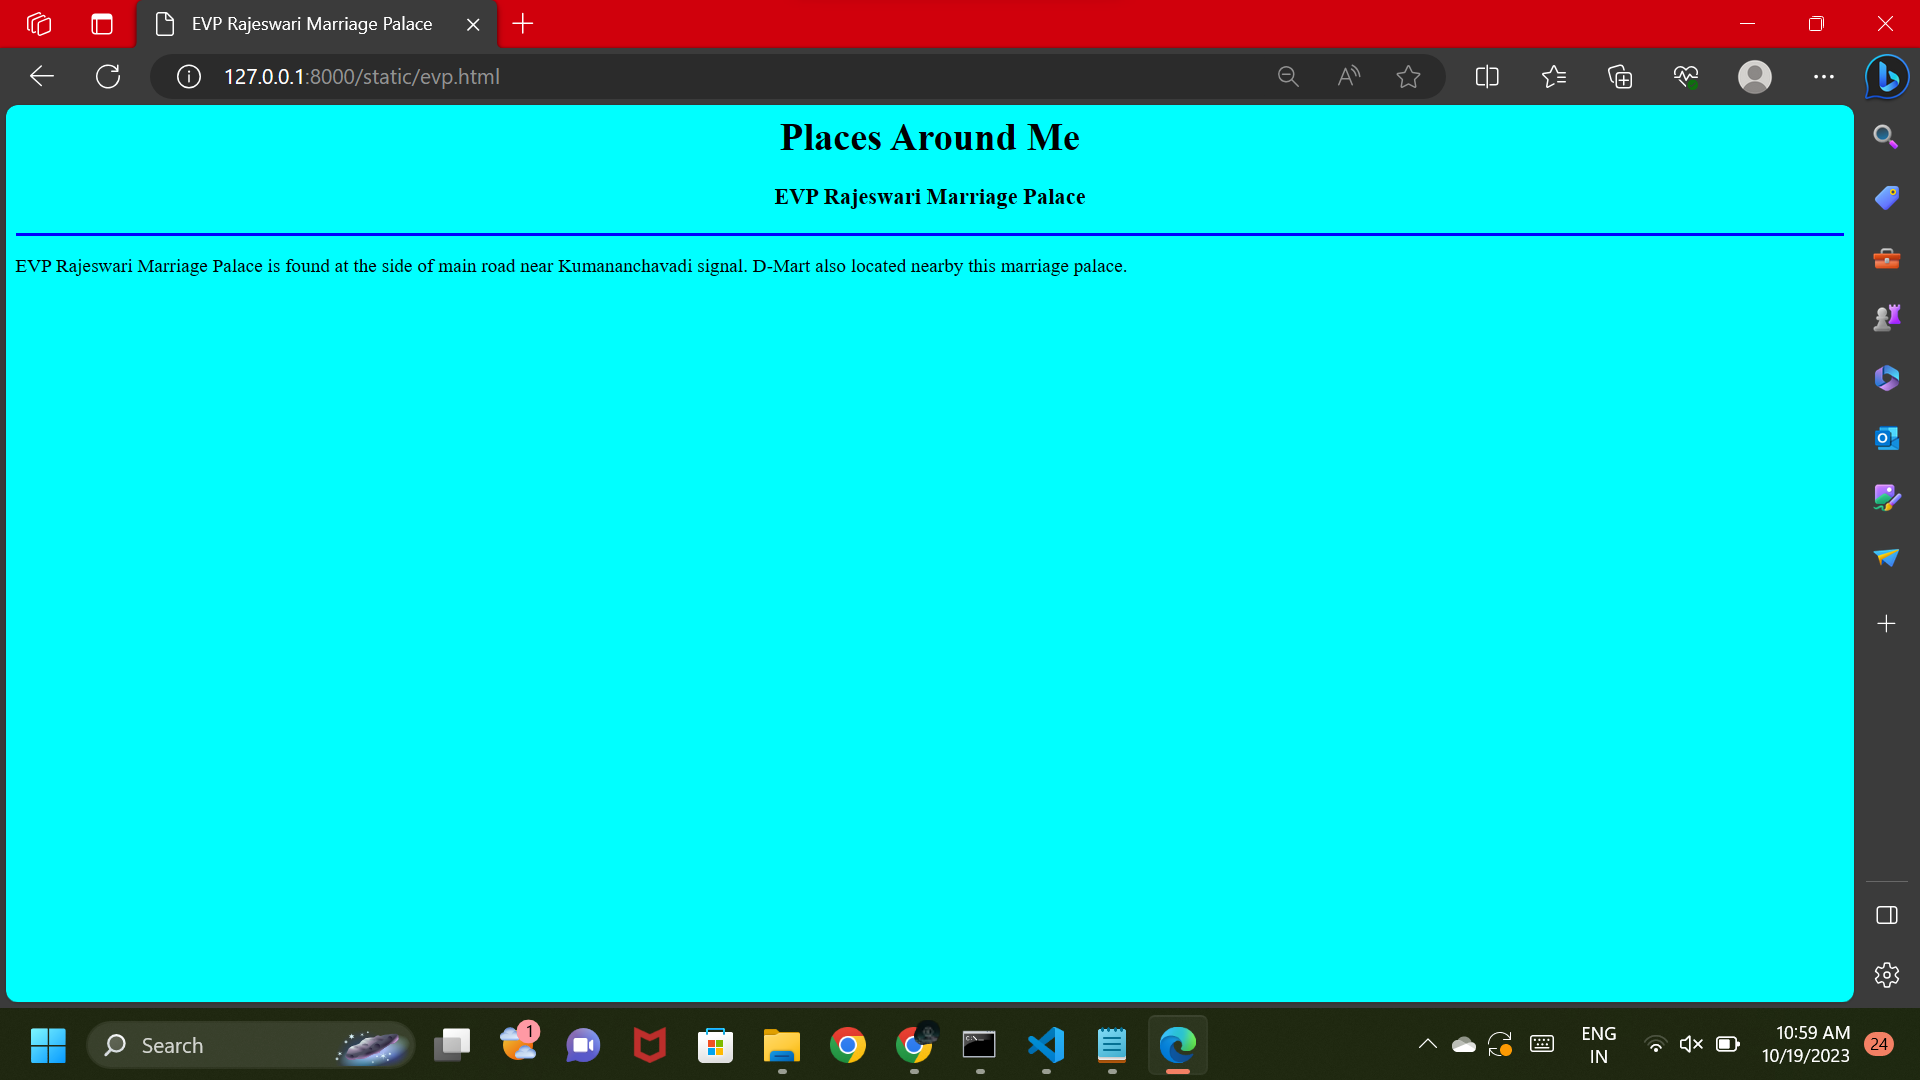 EVP Rajeswari Marriage Palace
127.0.0.1:8000/static/evp.html
Places Around Me
EVP Rajeswari Marriage Palace
EVP Rajeswari Marriage Palace is found at the side of main road near Kumananchavadi signal. D-Mart also located nearby this marriage palace.
Search
1
ENG
IN
10:59 AM
10/19/2023
24